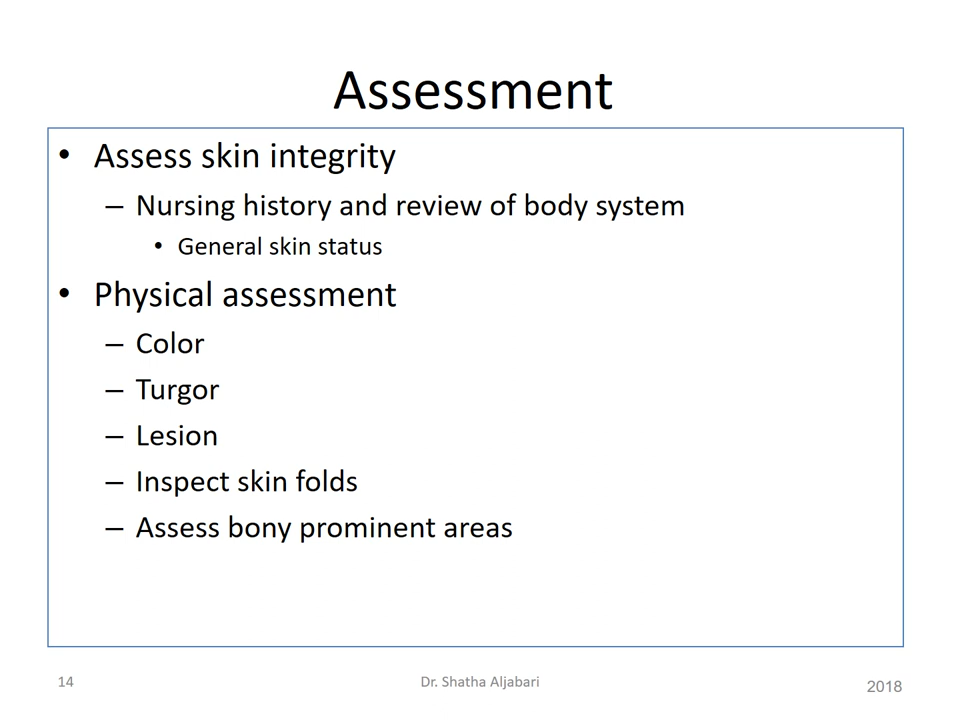 Assessment
• Assess skin integrity
– Nursing history and review of body system
• General skin status
• Physical assessment
– Color
– Turgor
– Lesion
– Inspect skin folds
– Assess bony prominent areas
14 Dr. Shatha Aljabari 2018